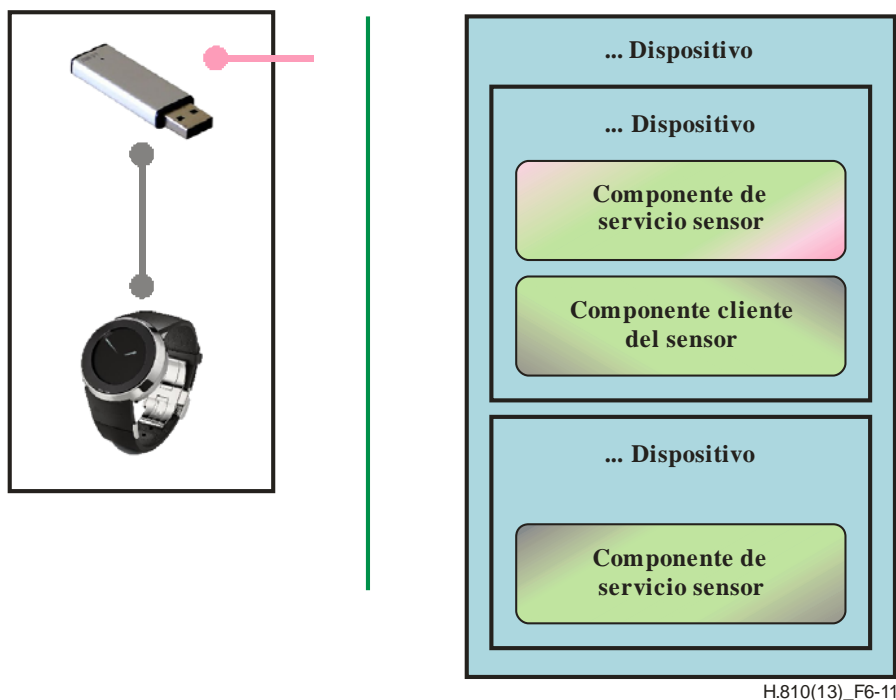 ... Dispositivo
... Dispositivo
Componente de
servicio sensor
Componente cliente
del sensor
... Dispositivo
Componente de
servicio sensor
H.810(13)_F6-11